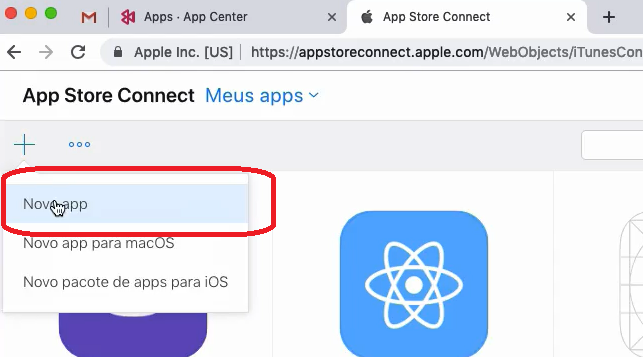 Apps · App Center
App Store Connect
Apple Inc. [US] | https://appstoreconnect.apple.com/WebObjects/iTunesCon
App Store Connect Meus apps
Novo app
Novo app para macOS
Novo pacote de apps para iOS